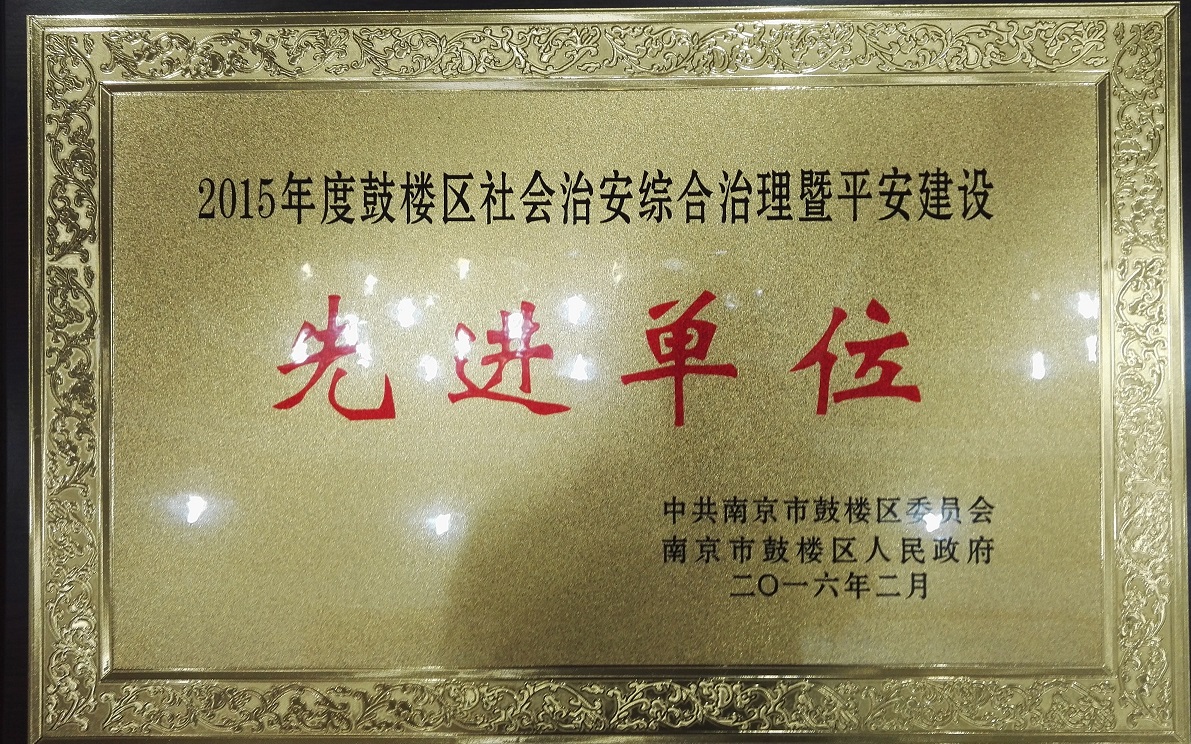 2015年度鼓楼区社会治安综合治理暨平安建设
先进单位
中共南京市鼓楼区委员会
南京市鼓楼区人民政府
二〇一六年二月